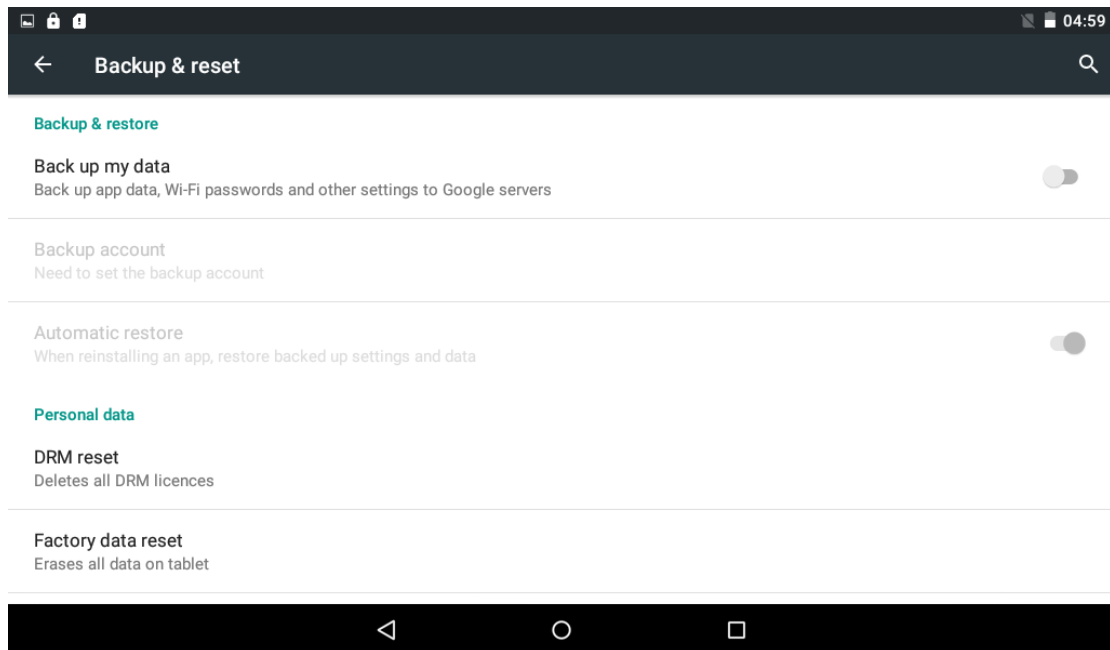 04:59
Backup & reset
Backup & restore
Back up my data
Back up app data, Wi-Fi passwords and other settings to Google servers
Backup account
Need to set the backup account
Automatic restore
When reinstalling an app, restore backed up settings and data
Personal data
DRM reset
Deletes all DRM licences
Factory data reset
Erases all data on tablet